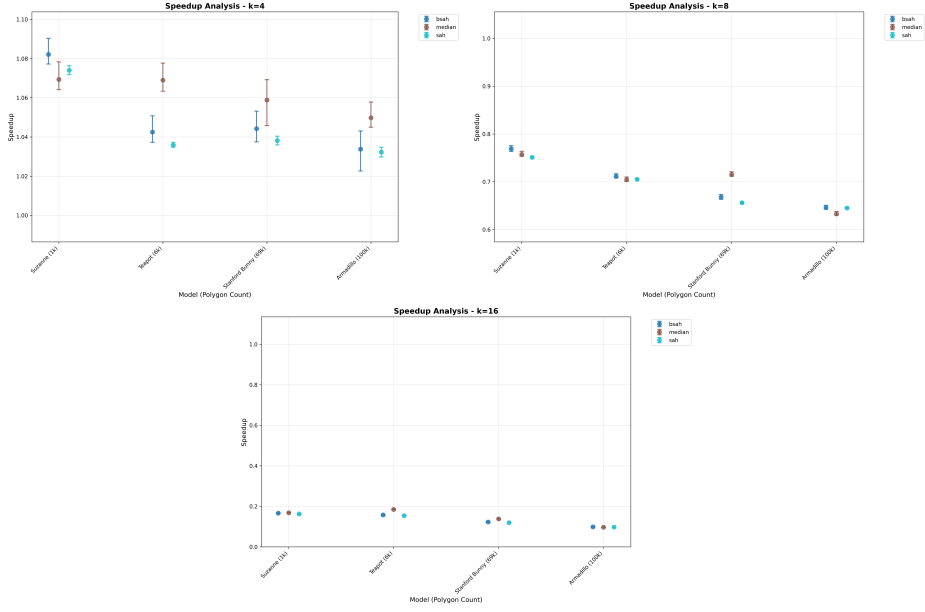 Speedup Analysis - k=4
1.10
1.08
1.06
1.04
1.02
1.00
Speedup
Suzanne (1k)
Teapot (6k)
Stanford Bunny (69k)
Armadillo (100k)
Model (Polygon Count)
bsah
median
sah
Speedup Analysis - k=8
1.0
0.9
0.8
0.7
0.6
Speedup
Suzanne (1k)
Teapot (6k)
Stanford Bunny (69k)
Armadillo (100k)
Model (Polygon Count)
bsah
median
sah
Speedup Analysis - k=16
1.0
0.8
0.6
0.4
0.2
0.0
Speedup
Suzanne (1k)
Teapot (6k)
Stanford Bunny (69k)
Armadillo (100k)
Model (Polygon Count)
bsah
median
sah